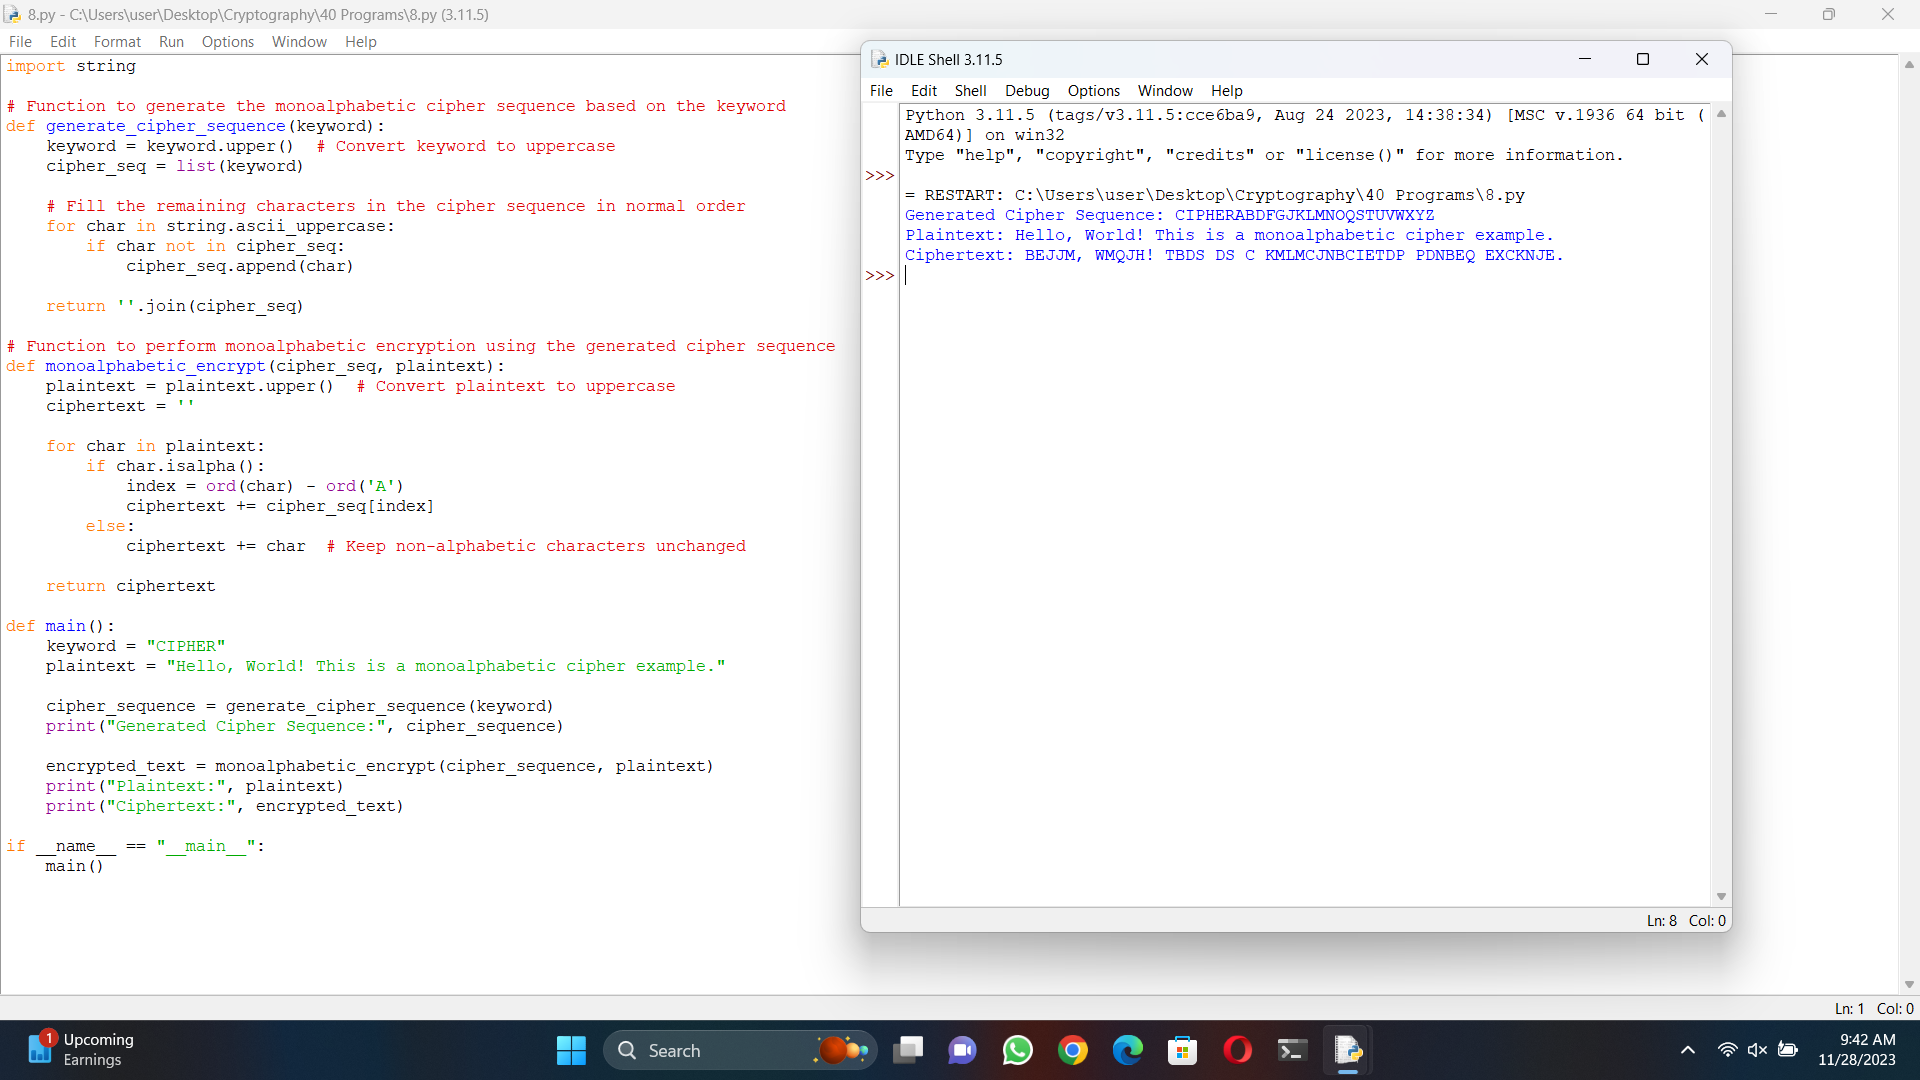 8.py - C:\Users\user\Desktop\Cryptography\40 Programs\8.py (3.11.5)
File Edit Format Run Options Window Help
import string
# Function to generate the monoalphabetic cipher sequence based on the keyword
def generate_cipher_sequence(keyword):
    keyword = keyword.upper()  # Convert keyword to uppercase
    cipher_seq = list(keyword)
    # Fill the remaining characters in the cipher sequence in normal order
    for char in string.ascii_uppercase:
        if char not in cipher_seq:
            cipher_seq.append(char)
    return ''.join(cipher_seq)
# Function to perform monoalphabetic encryption using the generated cipher sequence
def monoalphabetic_encrypt(cipher_seq, plaintext):
    plaintext = plaintext.upper()  # Convert plaintext to uppercase
    ciphertext = ''
    for char in plaintext:
        if char.isalpha():
            index = ord(char) - ord('A')
            ciphertext += cipher_seq[index]
        else:
            ciphertext += char  # Keep non-alphabetic characters unchanged
    return ciphertext
def main():
    keyword = "CIPHER"
    plaintext = "Hello, World! This is a monoalphabetic cipher example."
    cipher_sequence = generate_cipher_sequence(keyword)
    print("Generated Cipher Sequence:", cipher_sequence)
    encrypted_text = monoalphabetic_encrypt(cipher_sequence, plaintext)
    print("Plaintext:", plaintext)
    print("Ciphertext:", encrypted_text)
if __name__ == "__main__":
    main()
IDLE Shell 3.11.5
File Edit Shell Debug Options Window Help
Python 3.11.5 (tags/v3.11.5:cce6ba9, Aug 24 2023, 14:38:34) [MSC v.1936 64 bit (
AMD64)] on win32
Type "help", "copyright", "credits" or "license()" for more information.
>>>
= RESTART: C:\Users\user\Desktop\Cryptography\40 Programs\8.py
Generated Cipher Sequence: CIPHERABDFGJKLMNOQSTUVWXYZ
Plaintext: Hello, World! This is a monoalphabetic cipher example.
Ciphertext: BEJJM, WMQJH! TBDS DS C KMLMCJNBCIETDP PDNBEQ EXCKNJE.
>>>
Ln: 8 Col: 0
Ln: 1 Col: 0
1
Upcoming
Earnings
Search
9:42 AM
11/28/2023